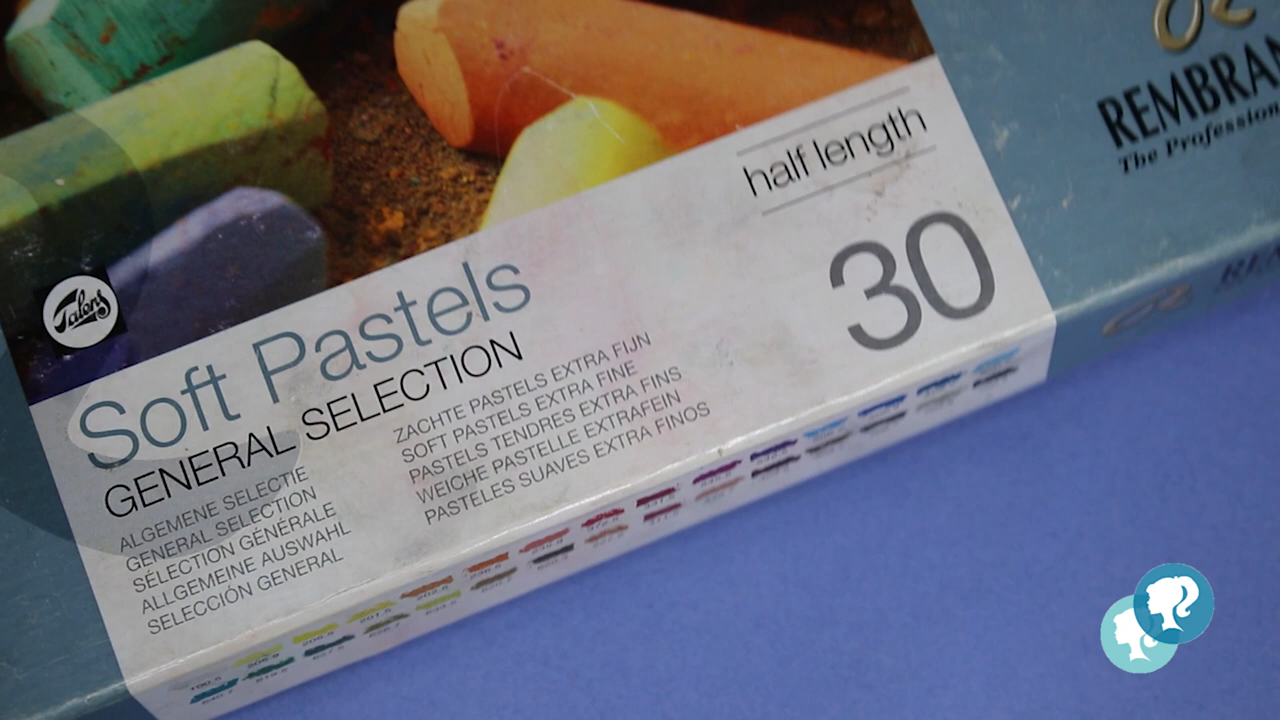 REMBRAN
The Profession
half length
30
Talens
Soft Pastels
GENERAL SELECTION
ALGEMENE SELECTIE
GENERAL SELECTION
SÉLECTION GÉNÉRALE
ALLGEMEINE AUSWAHL
SELECCIÓN GENERAL
ZACHTE PASTELS EXTRA FIJN
SOFT PASTELS EXTRA FINE
PASTELS TENDRES EXTRA FINS
WEICHE PASTELLE EXTRAFEIN
PASTELES SUAVES EXTRA FINOS